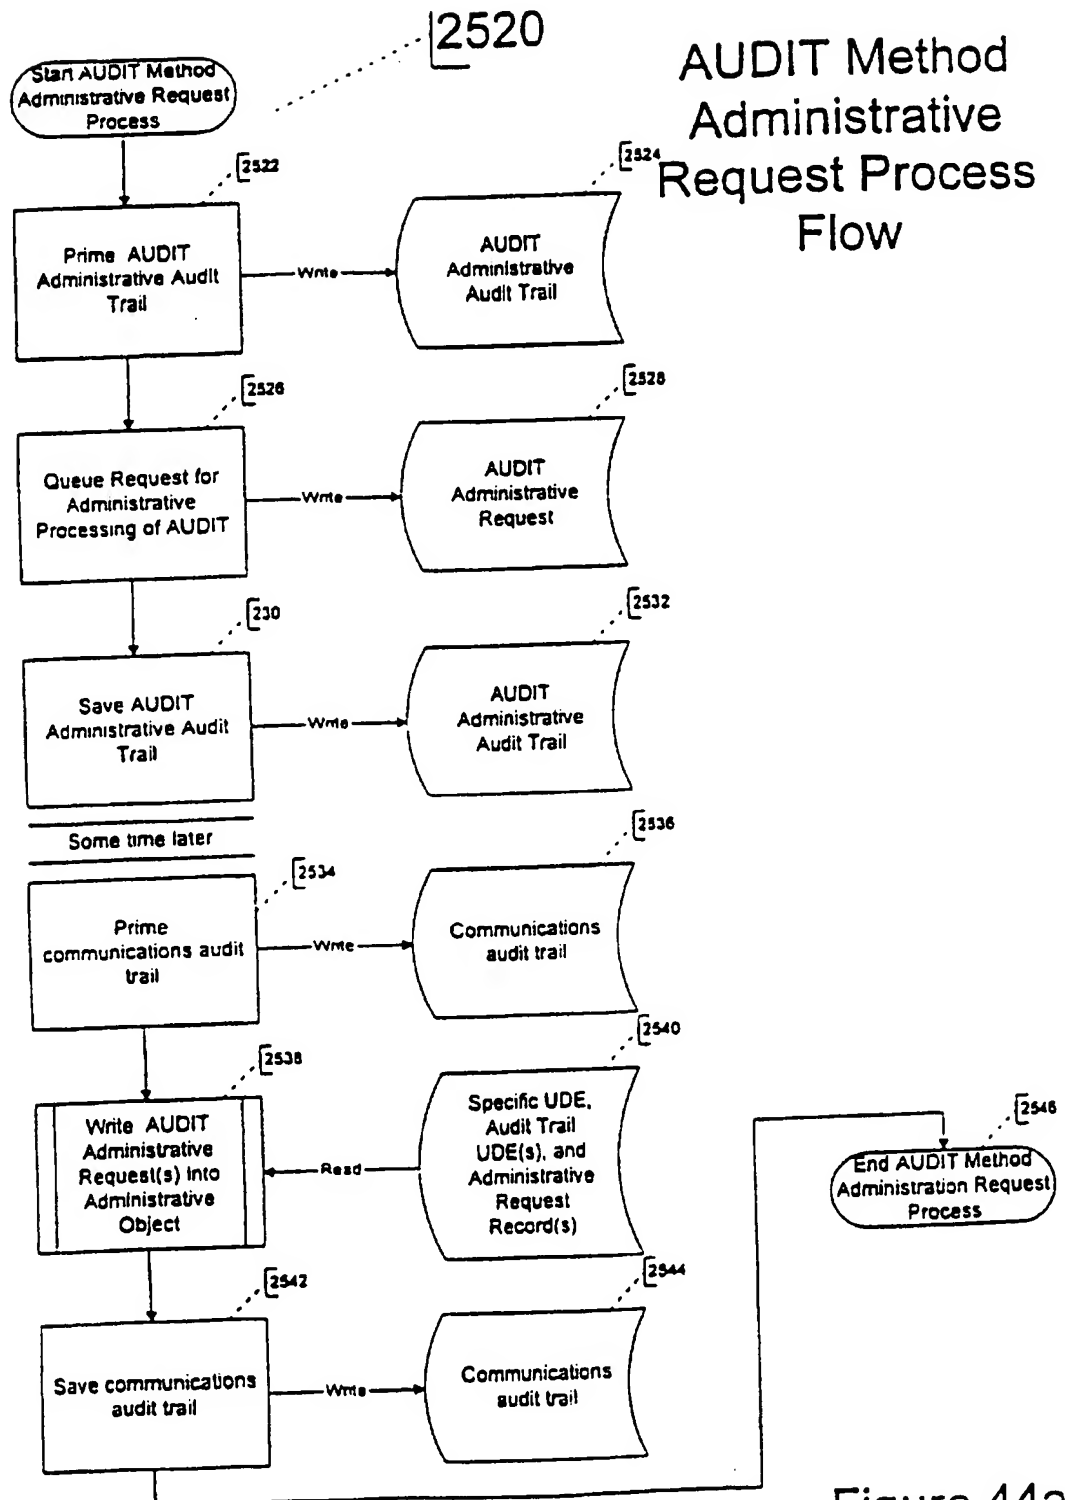 2520
AUDIT Method
Administrative
Request Process
Flow
Start AUDIT Method
Administrative Request
Process
2522
2524
Prime AUDIT
Administrative Audit
Trail
Write
AUDIT
Administrative
Audit Trail
2526
2528
Queue Request for
Administrative
Processing of AUDIT
Write
AUDIT
Administrative
Request
230
2532
Save AUDIT
Administrative Audit
Trail
Write
AUDIT
Administrative
Audit Trail
Some time later
2534
2536
Prime
communications audit
trail
Write
Communications
audit trail
2538
2540
Write AUDIT
Administrative
Request(s) into
Administrative
Object
Read
Specific UDE,
Audit Trail
UDE(s), and
Administrative
Request
Record(s)
2546
End AUDIT Method
Administration Request
Process
2542
2544
Save communications
audit trail
Write
Communications
audit trail
Figure 44a